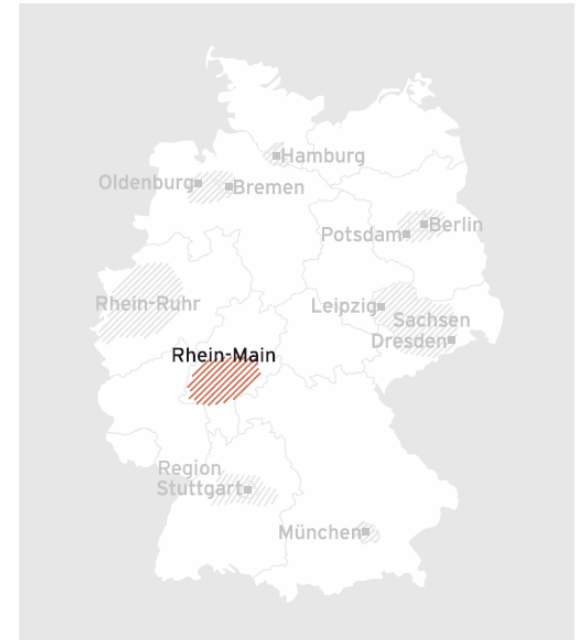 Hamburg
Oldenburg
Bremen
Berlin
Potsdam
Rhein-Ruhr
Leipzig
Sachsen
Dresden
Rhein-Main
Region
Stuttgart
München